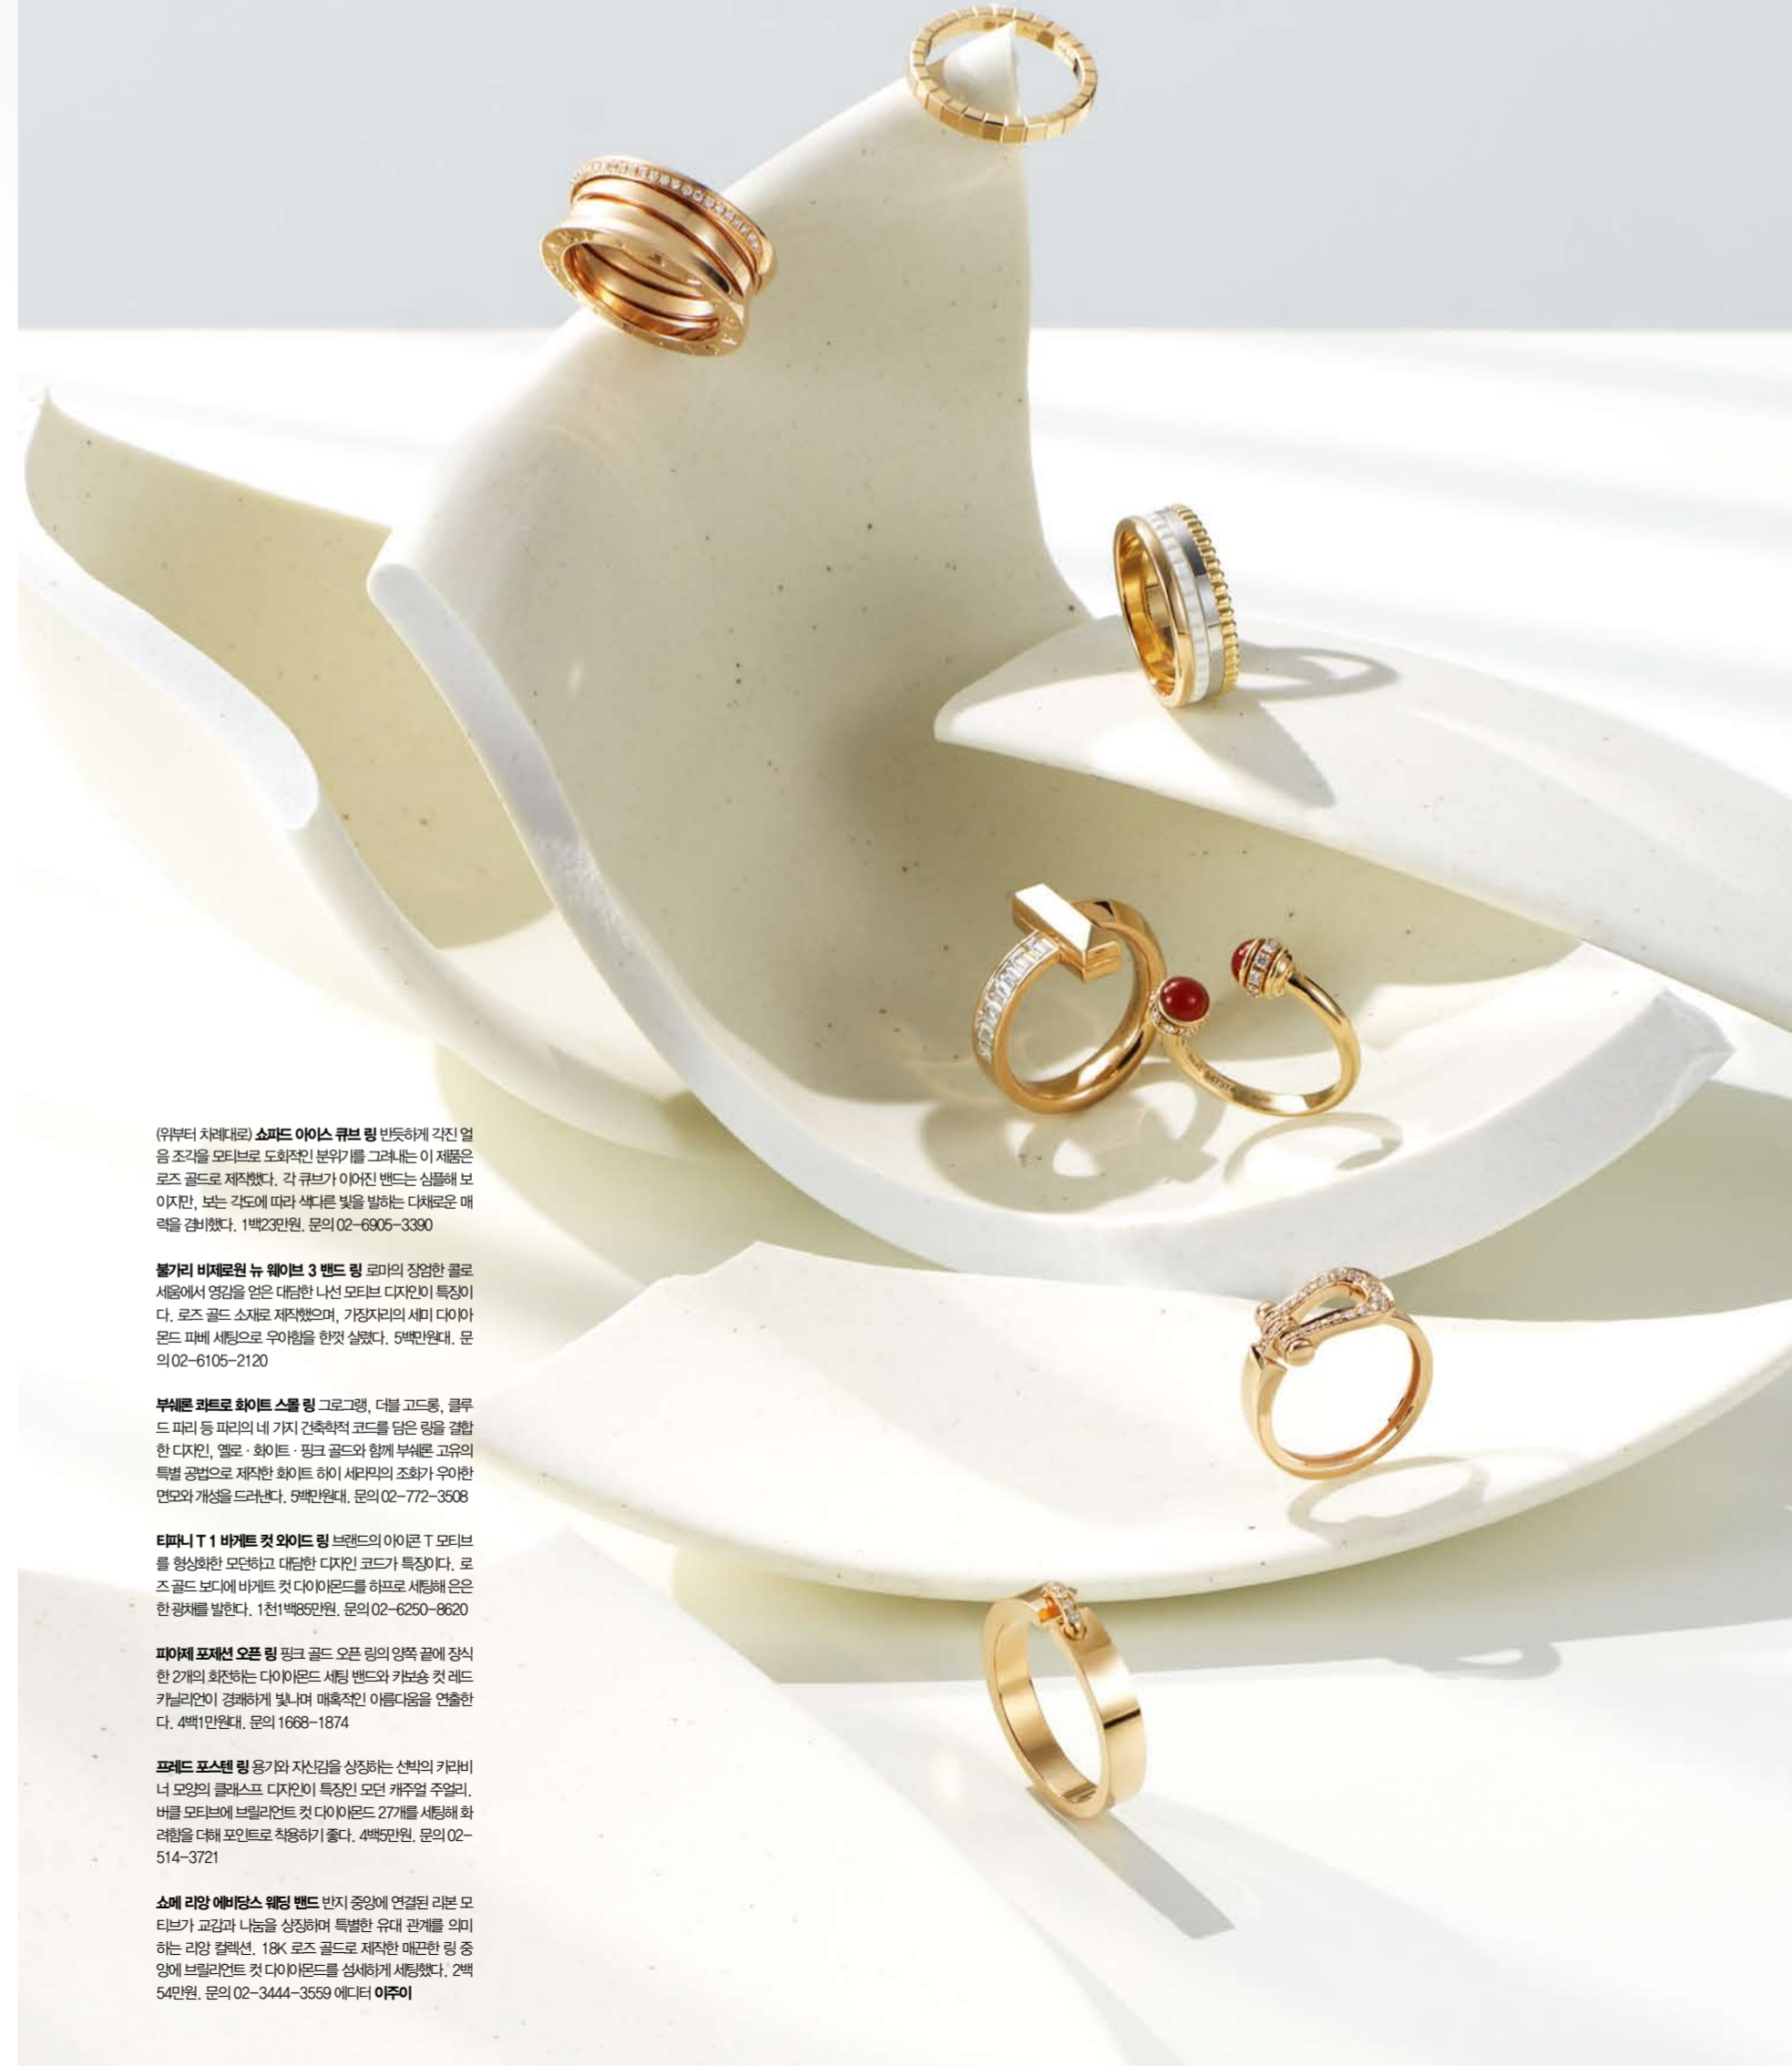 (위부터 차례대로) 쇼파드 아이스 큐브 링 반듯하게 각진 얼
음 조각을 모티브로 도회적인 분위기를 그려내는 이 제품은
로즈 골드로 제작했다. 각 큐브가 이어진 밴드는 심플해 보
이지만, 보는 각도에 따라 색다른 빛을 발하는 다채로운 매
력을 겸비했다. 1백23만원. 문의 02-6905-3390
불가리 비제로원 뉴 웨이브 3 밴드 링 로마의 장엄한 콜로
세움에서 영감을 얻은 대담한 나선 모티브 디자인이 특징이
다. 로즈 골드 소재로 제작했으며, 가장자리의 세미 다이아
몬드 파베 세팅으로 우아함을 한껏 살렸다. 5백만원대. 문
의 02-6105-2120
부쉐론 콰트로 화이트 스몰 링 그로그랭, 더블 고드롱, 클루
드 파리 등 파리의 네 가지 건축학적 코드를 담은 링을 결합
한 디자인, 옐로 · 화이트 · 핑크 골드와 함께 부쉐론 고유의
특별 공법으로 제작한 화이트 하이 세라믹의 조화가 우아한
면모와 개성을 드러낸다. 5백만원대. 문의 02-772-3508
티파니 T 1 바게트 컷 와이드 링 브랜드의 아이콘 T 모티브
를 형상화한 모던하고 대담한 디자인 코드가 특징이다. 로
즈 골드 보디에 바게트 컷 다이아몬드를 하프로 세팅해 은은
한 광채를 발한다. 1천1백85만원. 문의 02-6250-8620
피아제 포제션 오픈 링 핑크 골드 오픈 링의 양쪽 끝에 장식
한 2개의 회전하는 다이아몬드 세팅 밴드와 카보숑 컷 레드
카닐리언이 경쾌하게 빛나며 매혹적인 아름다움을 연출한
다. 4백1만원대. 문의 1668-1874
프레드 포스텐 링 용기와 자신감을 상징하는 선박의 카라비
너 모양의 클래스프 디자인이 특징인 모던 캐주얼 주얼리.
버클 모티브에 브릴리언트 컷 다이아몬드 27개를 세팅해 화
려함을 더해 포인트로 착용하기 좋다. 4백5만원. 문의 02-
514-3721
쇼메 리앙 에비당스 웨딩 밴드 반지 중앙에 연결된 리본 모
티브가 교감과 나눔을 상징하며 특별한 유대 관계를 의미
하는 리앙 컬렉션. 18K 로즈 골드로 제작한 매끈한 링 중
앙에 브릴리언트 컷 다이아몬드를 섬세하게 세팅했다. 2백
54만원. 문의 02-3444-3559 에디터 이주이